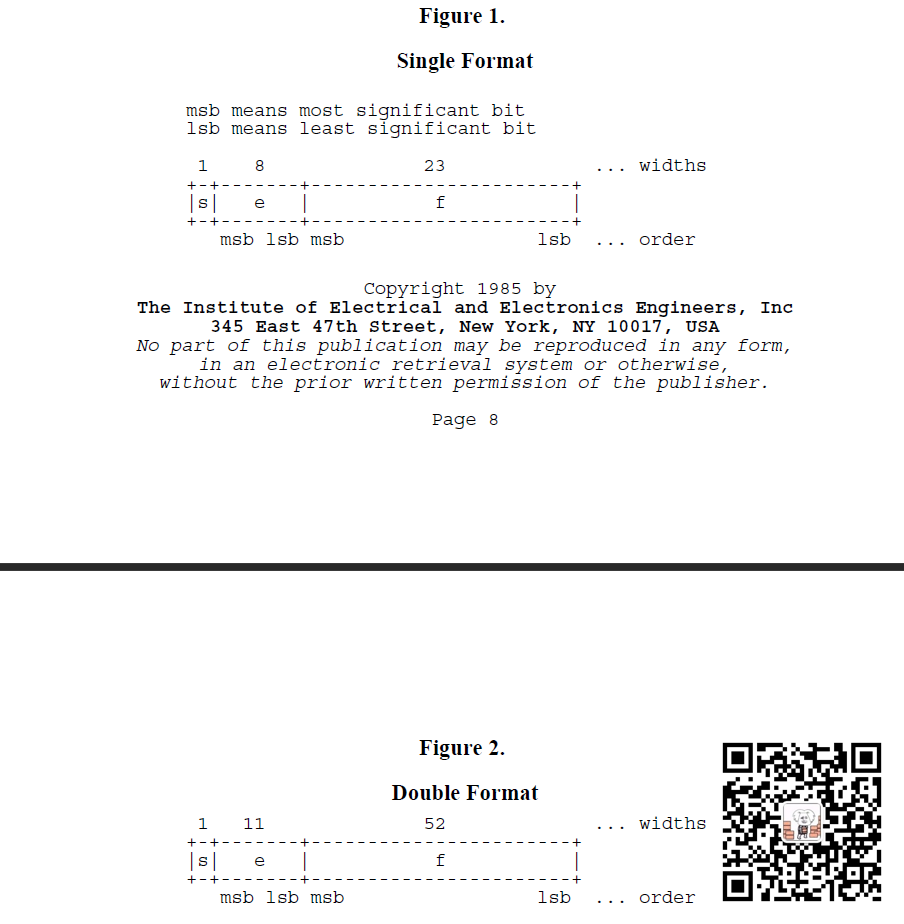 Figure 1.
Single Format
msb means most significant bit
lsb means least significant bit
1 8 23 ... widths
+-+-------+-----------------------+
|s| e | f |
+-+-------+-----------------------+
msb lsb msb lsb ... order
Copyright 1985 by
The Institute of Electrical and Electronics Engineers, Inc
345 East 47th Street, New York, NY 10017, USA
No part of this publication may be reproduced in any form,
in an electronic retrieval system or otherwise,
without the prior written permission of the publisher.
Page 8
Figure 2.
Double Format
1 11 52 ... widths
+-+-------+-----------------------+
|s| e | f |
+-+-------+-----------------------+
msb lsb msb lsb ... order